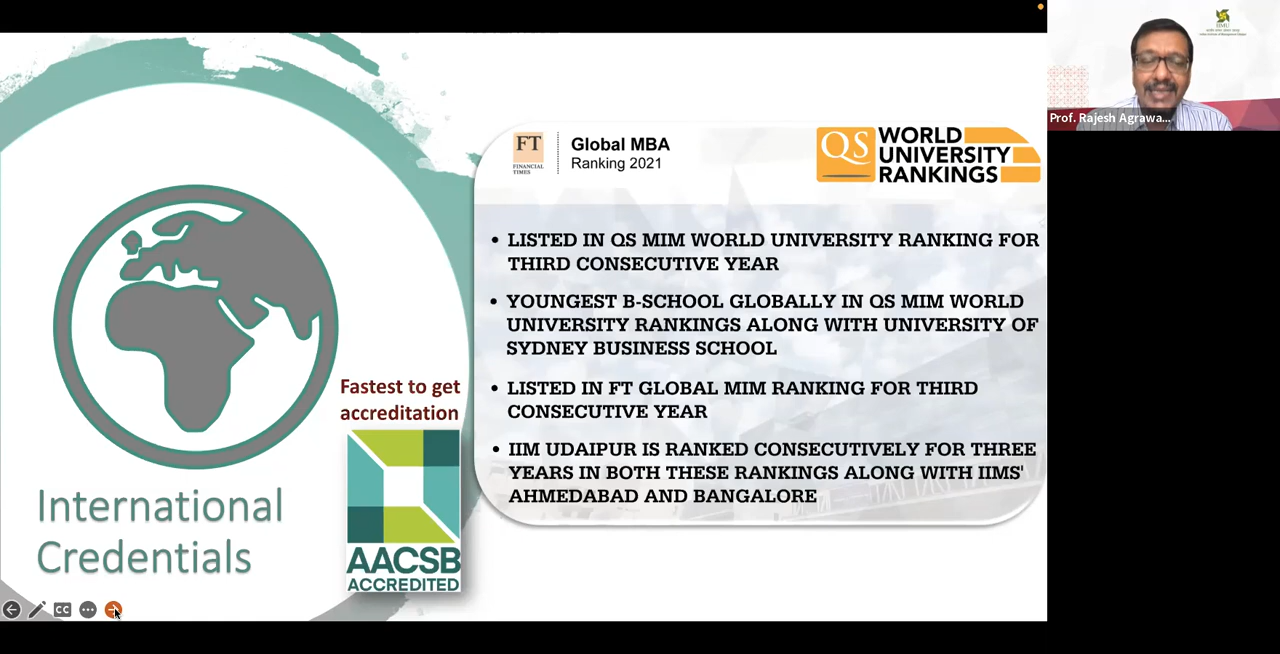 FT
FINANCIAL
TIMES
Global MBA
Ranking 2021
QS
WORLD
UNIVERSITY
RANKINGS
Prof. Rajesh Agrawa...
• LISTED IN QS MIM WORLD UNIVERSITY RANKING FOR
THIRD CONSECUTIVE YEAR
• YOUNGEST B-SCHOOL GLOBALLY IN QS MIM WORLD
UNIVERSITY RANKINGS ALONG WITH UNIVERSITY OF
SYDNEY BUSINESS SCHOOL
• LISTED IN FT GLOBAL MIM RANKING FOR THIRD
CONSECUTIVE YEAR
• IIM UDAIPUR IS RANKED CONSECUTIVELY FOR THREE
YEARS IN BOTH THESE RANKINGS ALONG WITH IIMS'
AHMEDABAD AND BANGALORE
Fastest to get
accreditation
AACSB
ACCREDITED
International
Credentials
CC